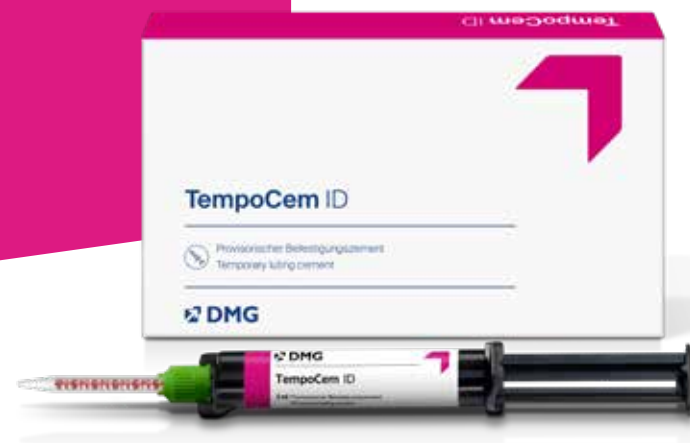 TempoCem ID
TempoCem ID
Provisorischer Befestigungszement
Temporary luting cement
DMG
DMG
TempoCem ID